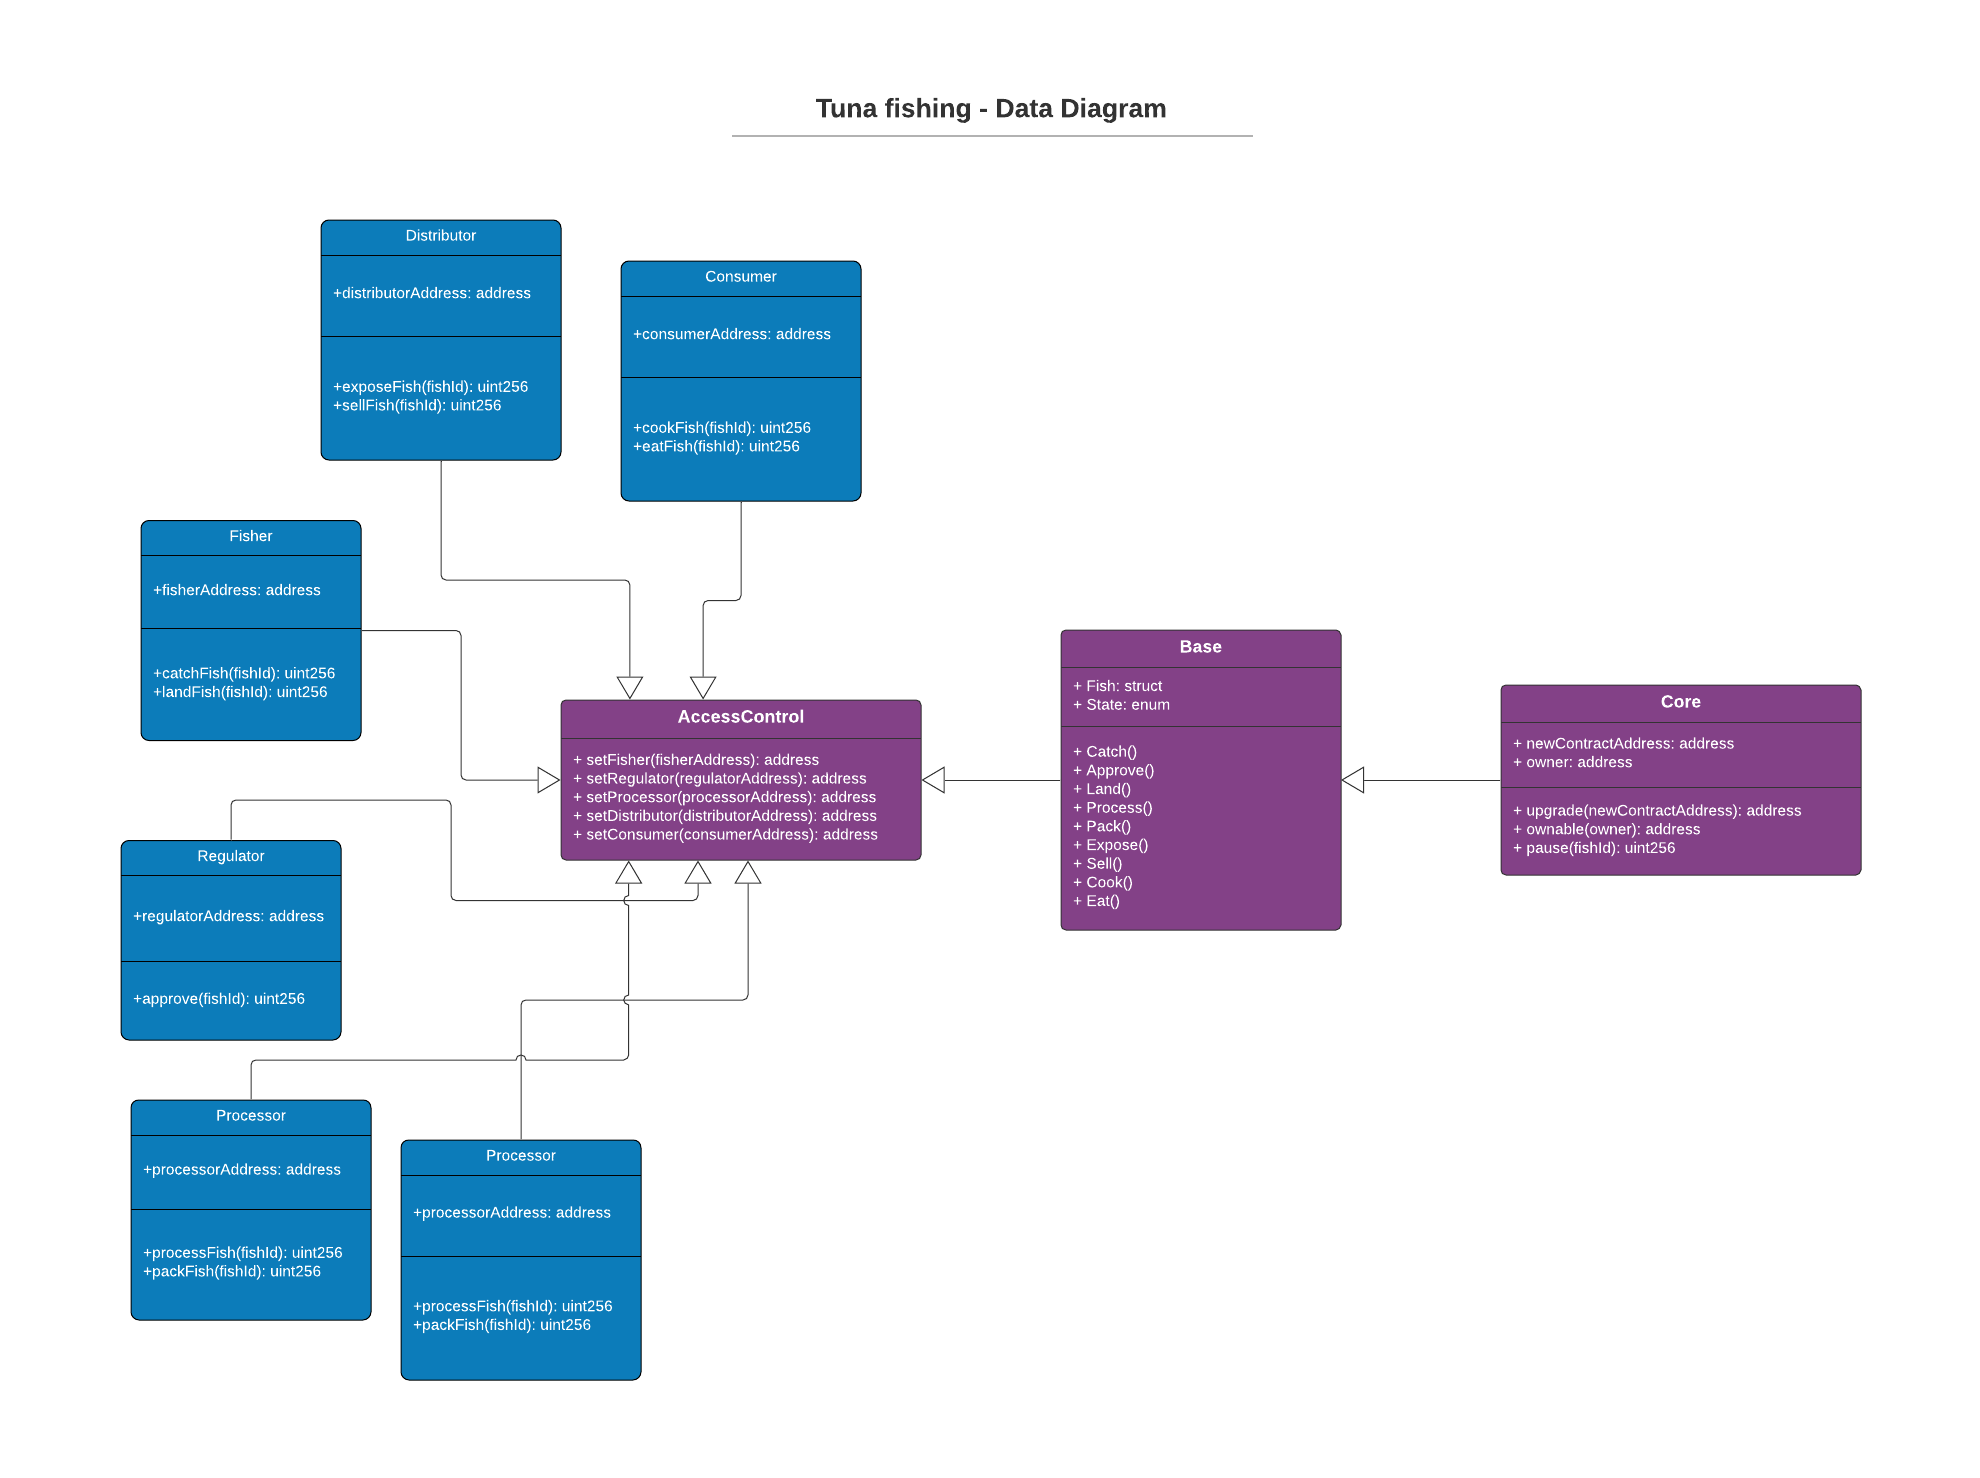 Tuna fishing - Data Diagram
Distributor
+distributorAddress: address
+exposeFish(fishId): uint256
+sellFish(fishId): uint256
Consumer
+consumerAddress: address
+cookFish(fishId): uint256
+eatFish(fishId): uint256
Fisher
+fisherAddress: address
+catchFish(fishId): uint256
+landFish(fishId): uint256
AccessControl
+ setFisher(fisherAddress): address
+ setRegulator(regulatorAddress): address
+ setProcessor(processorAddress): address
+ setDistributor(distributorAddress): address
+ setConsumer(consumerAddress): address
Base
+ Fish: struct
+ State: enum
+ Catch()
+ Approve()
+ Land()
+ Process()
+ Pack()
+ Expose()
+ Sell()
+ Cook()
+ Eat()
Core
+ newContractAddress: address
+ owner: address
+ upgrade(newContractAddress): address
+ ownable(owner): address
+ pause(fishId): uint256
Regulator
+regulatorAddress: address
+approve(fishId): uint256
Processor
+processorAddress: address
+processFish(fishId): uint256
+packFish(fishId): uint256
Processor
+processorAddress: address
+processFish(fishId): uint256
+packFish(fishId): uint256